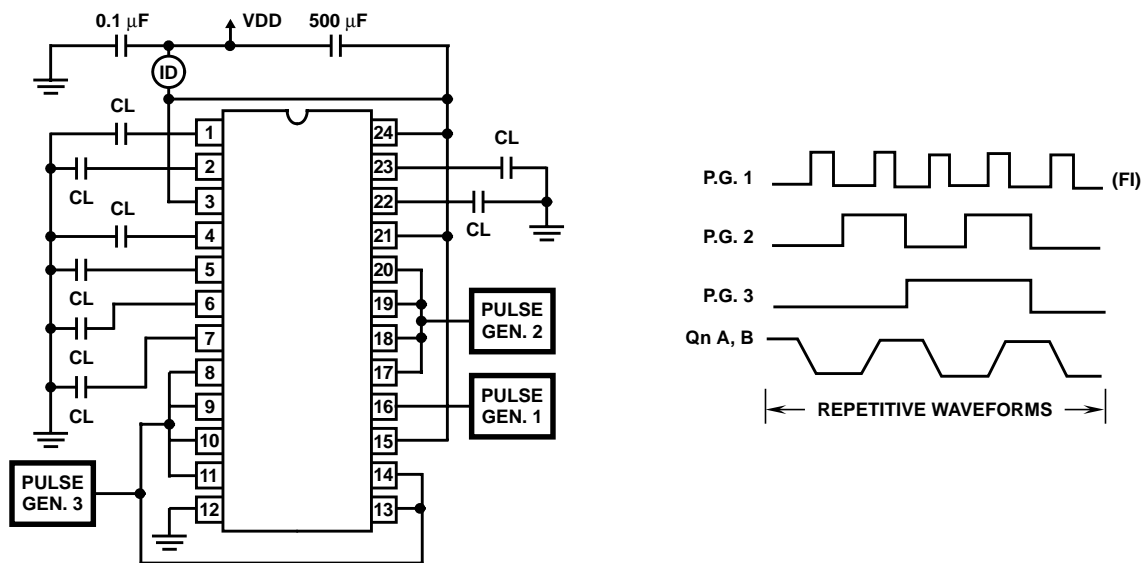 0.1 μF
VDD
500 μF
ID
CL
1
24
CL
2
23
CL
3
22
CL
CL
4
21
5
20
CL
6
19
PULSE
GEN. 2
CL
7
18
8
17
CL
9
16
PULSE
GEN. 1
10
15
PULSE
GEN. 3
11
14
12
13
P.G. 1
(FI)
P.G. 2
P.G. 3
Qn A, B
REPETITIVE WAVEFORMS